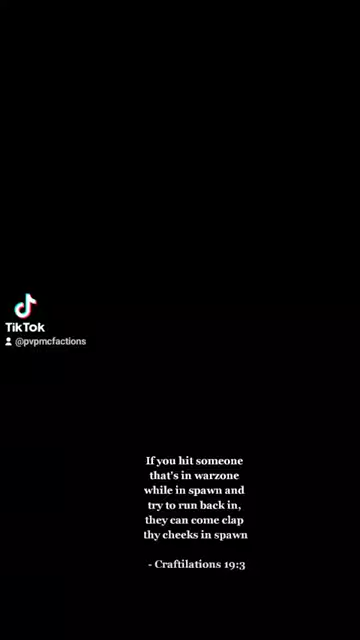 TikTok
@pvpmcfactions
If you hit someone
that's in warzone
while in spawn and
try to run back in,
they can come clap
thy cheeks in spawn
- Craftilations 19:3